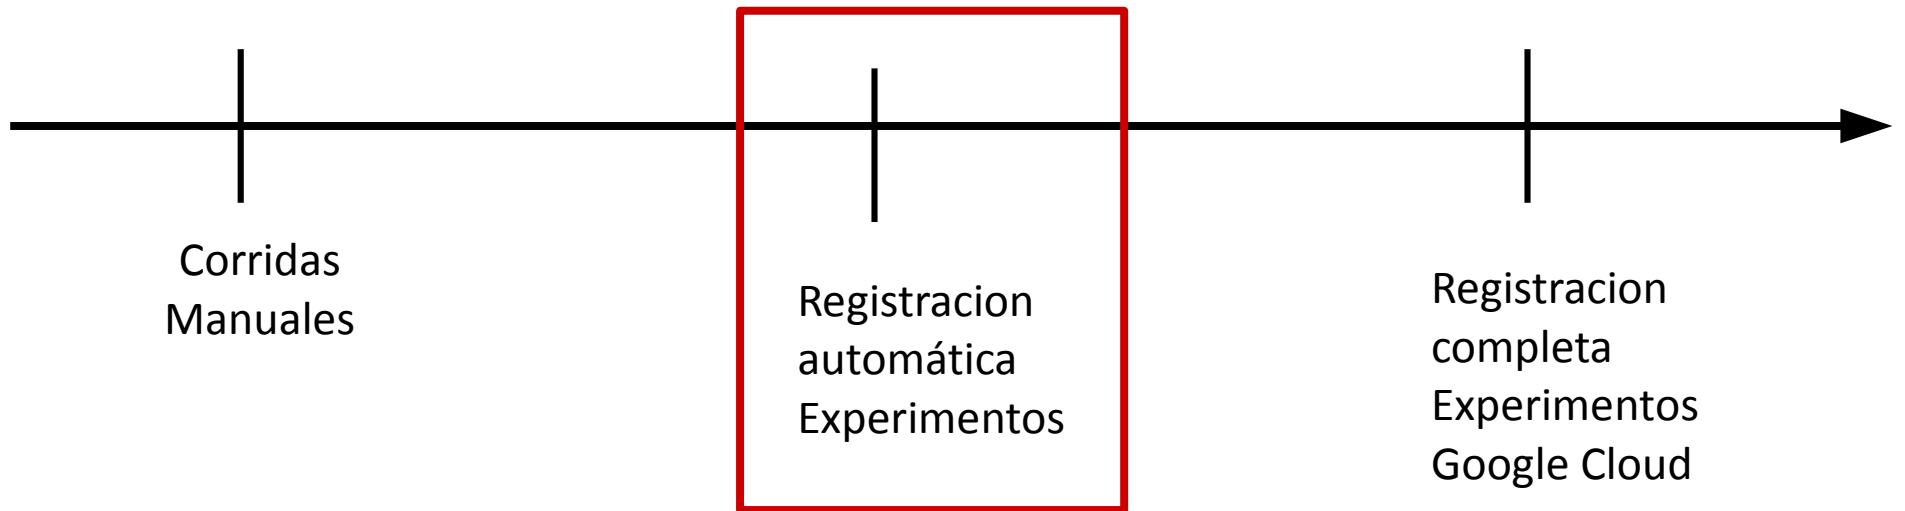 Corridas
Manuales
Registracion
automática
Experimentos
Registracion
completa
Experimentos
Google Cloud